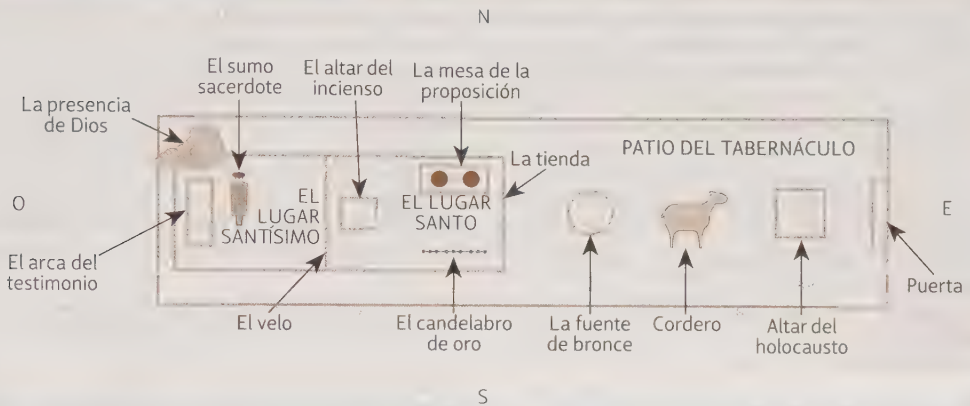 N
El sumo
sacerdote
El altar del
incienso
La mesa de la
proposición
La presencia
de Dios
La tienda
PATIO DEL TABERNÁCULO
O
EL
LUGAR
SANTÍSIMO
EL LUGAR
SANTO
E
El arca del
testimonio
Puerta
El velo
El candelabro
de oro
La fuente
de bronce
Cordero
Altar del
holocausto
S